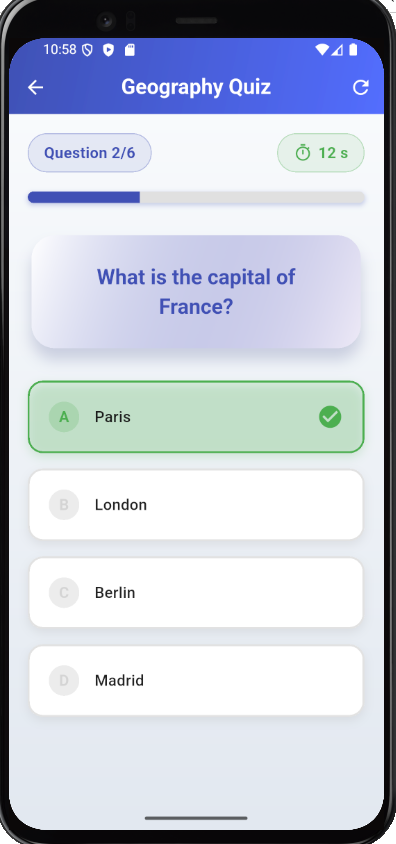 10:58
Geography Quiz
Question 2/6
12 s
What is the capital of
France?
A Paris
B London
C Berlin
D Madrid